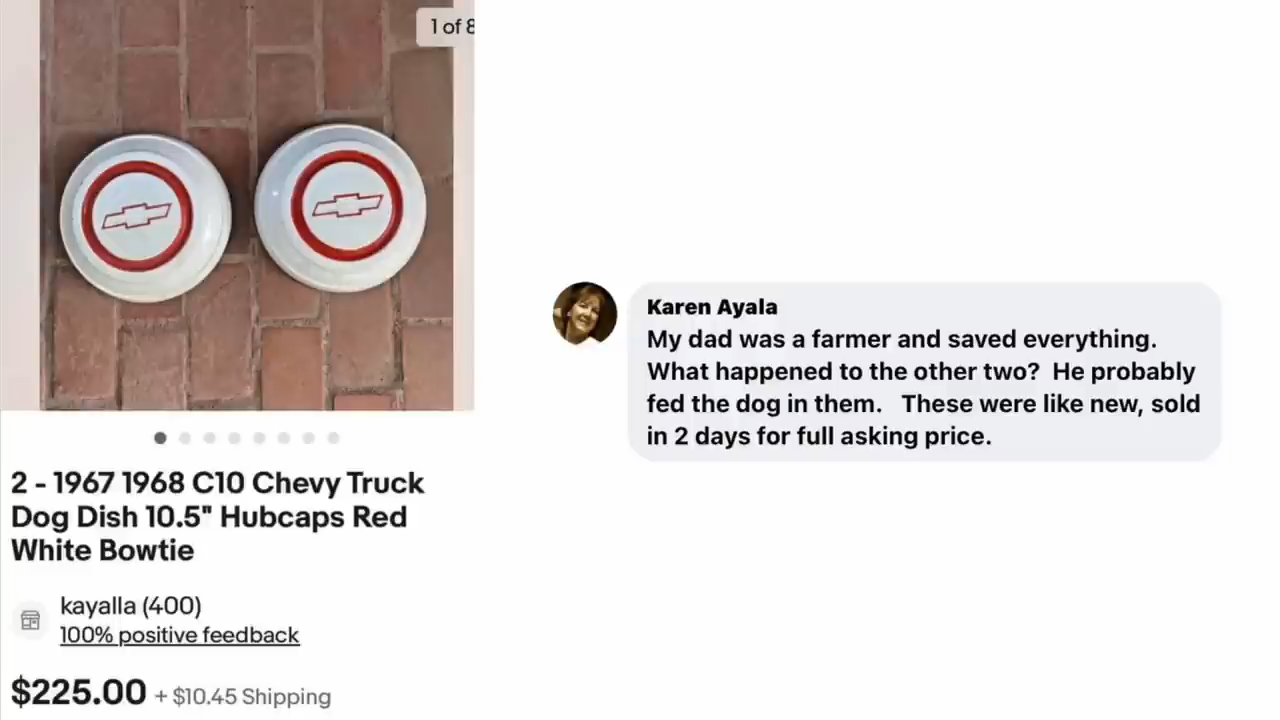 1 of 8
2 - 1967 1968 C10 Chevy Truck
Dog Dish 10.5" Hubcaps Red
White Bowtie
kayalla (400)
100% positive feedback
$225.00 + $10.45 Shipping
Karen Ayala
My dad was a farmer and saved everything.
What happened to the other two? He probably
fed the dog in them. These were like new, sold
in 2 days for full asking price.